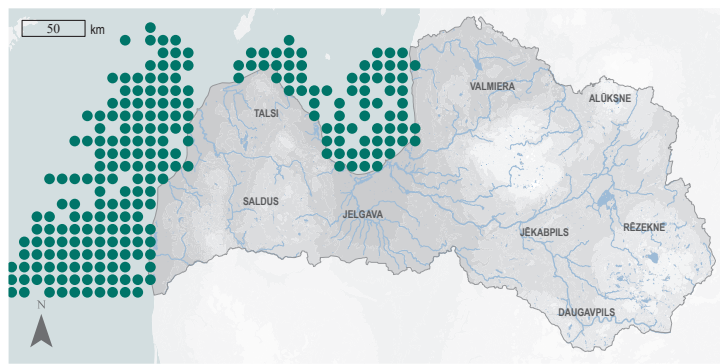 50 km
VALMIERA
ALŪKSNE
TALSI
SALDUS
JELGAVA
JĒKABPILS
RĒZEKNE
N
DAUGAVPILS